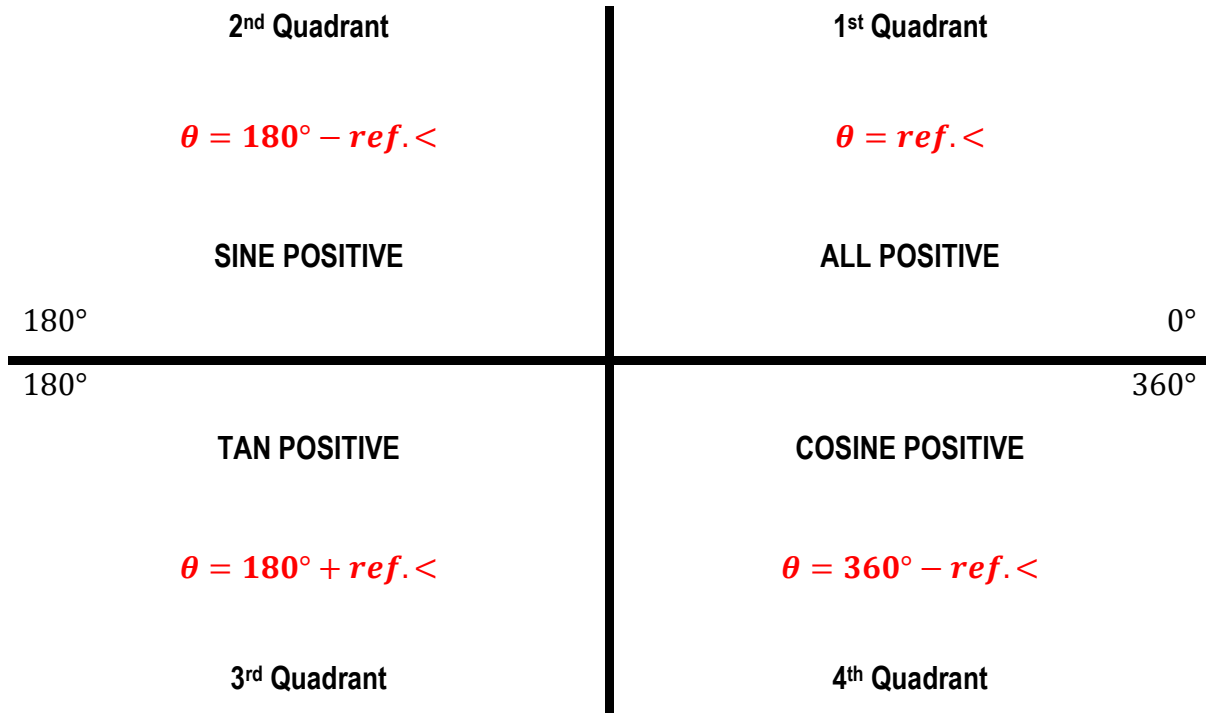 2nd Quadrant
1st Quadrant
θ = 180° − ref. <
θ = ref. <
SINE POSITIVE
ALL POSITIVE
180°
0°
180°
360°
TAN POSITIVE
COSINE POSITIVE
θ = 180° + ref. <
θ = 360° − ref. <
3rd Quadrant
4th Quadrant